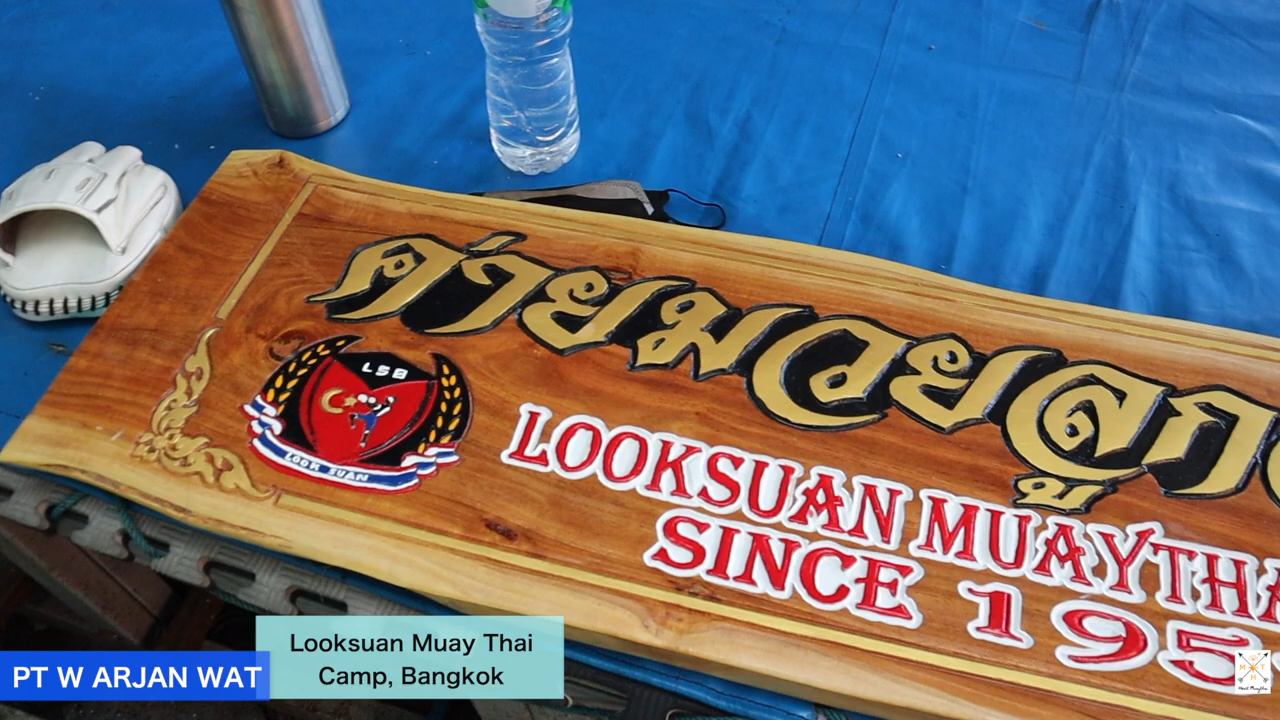 ค่ายมวยลูก
LSB
LOOK SUAN
LOOKSUAN MUAYTHA
SINCE 195
Looksuan Muay Thai
Camp, Bangkok
PT W ARJAN WAT
M T
H